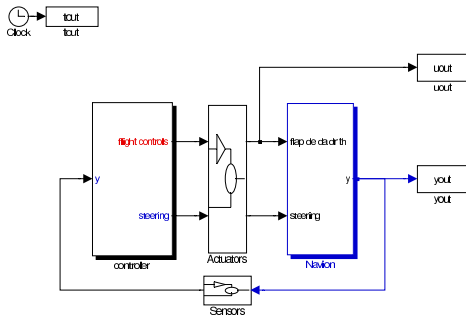 tout
Clock
tout
uout
uout
flight controls
flap de da dr th
y
y
yout
yout
steering
steering
controller
Actuators
Navion
Sensors